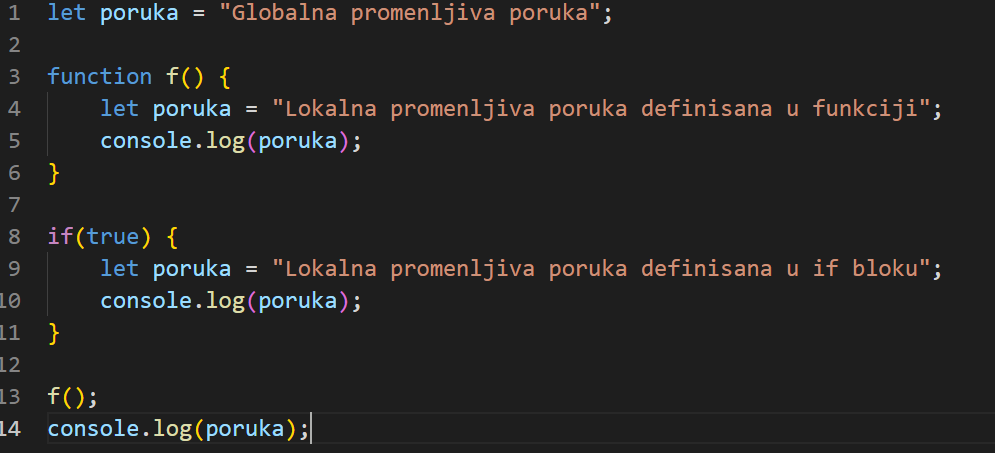 1 let poruka = "Globalna promenljiva poruka";
2
3 function f() {
4     let poruka = "Lokalna promenljiva poruka definisana u funkciji";
5     console.log(poruka);
6 }
7
8 if(true) {
9     let poruka = "Lokalna promenljiva poruka definisana u if bloku";
10     console.log(poruka);
11 }
12
13 f();
14 console.log(poruka);